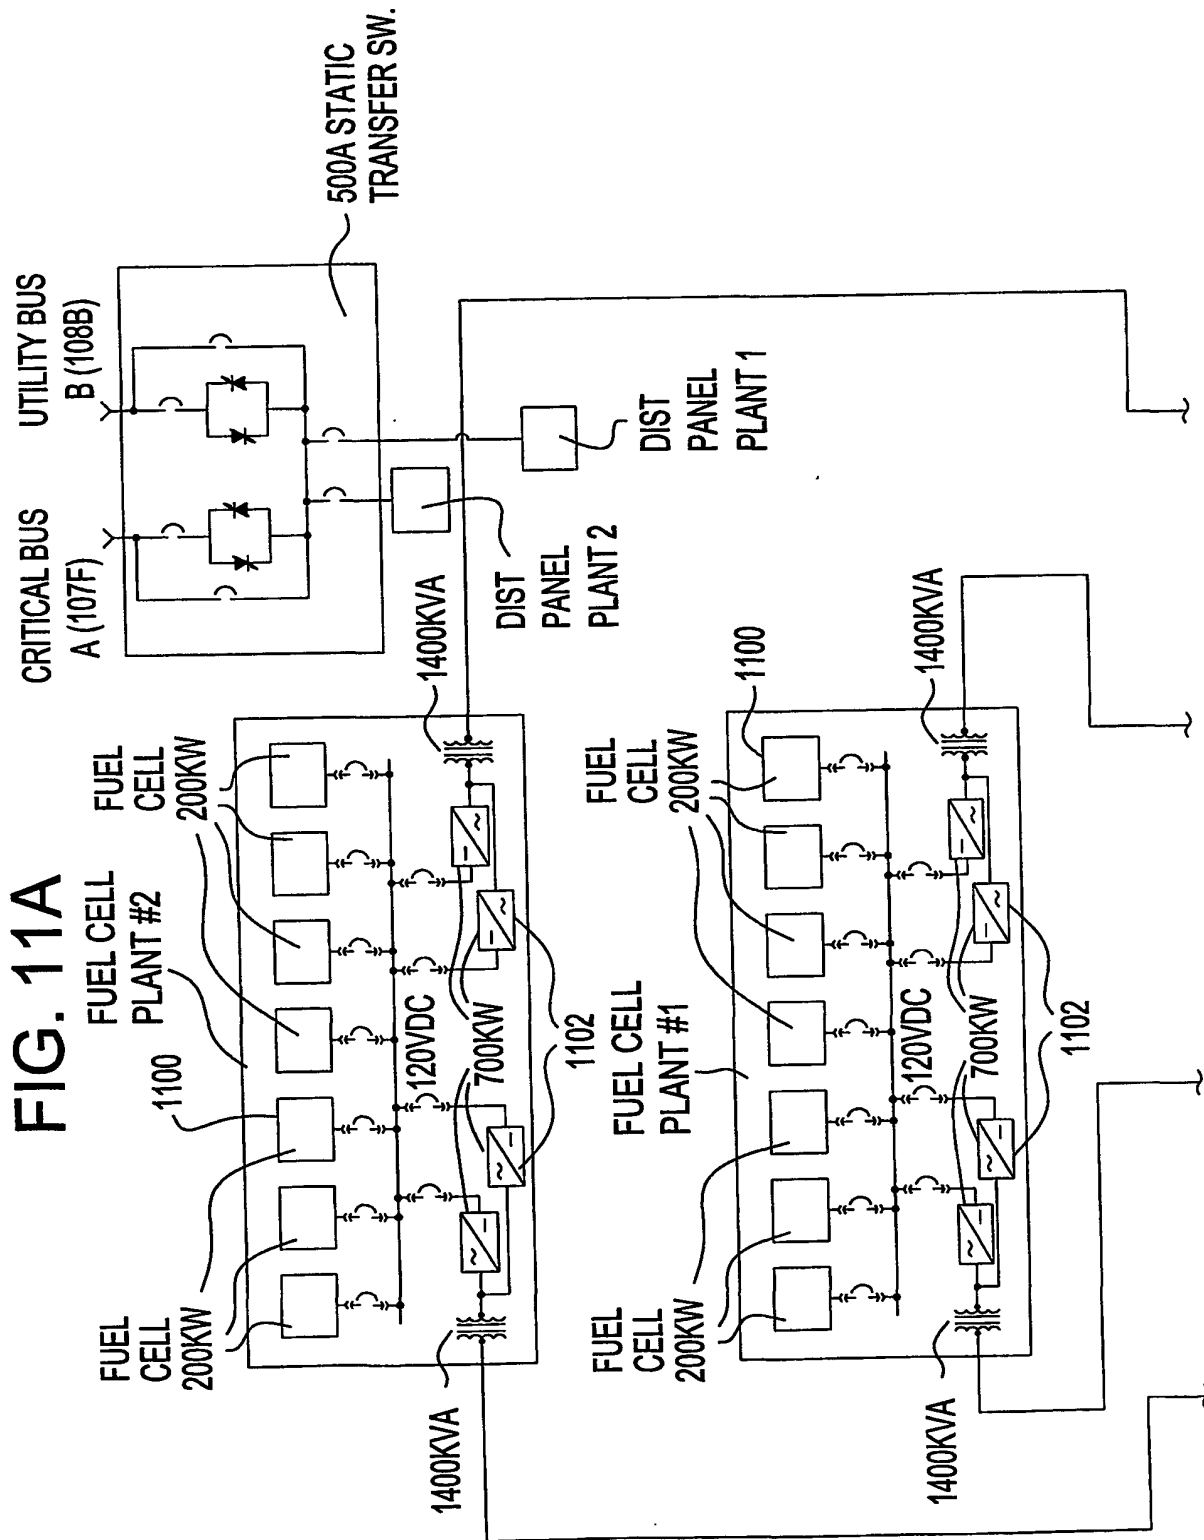 FIG. 11A
FUEL CELL
PLANT #2
1100
FUEL
CELL
200KW
FUEL
CELL
200KW
120VDC
700KW
1102
1400KVA
1400KVA
CRITICAL BUS
A (107F)
UTILITY BUS
B (108B)
500A STATIC
TRANSFER SW.
DIST
PANEL
PLANT 2
DIST
PANEL
PLANT 1
FUEL CELL
PLANT #1
FUEL
CELL
200KW
FUEL
CELL
200KW
1100
120VDC
700KW
1102
1400KVA
1400KVA